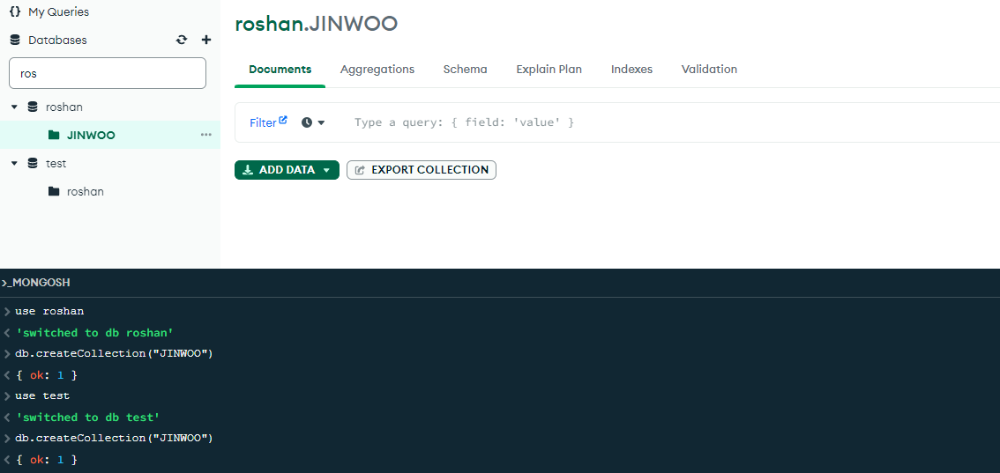 {} My Queries
Databases
ros
roshan
JINWOO
test
roshan
roshan.JINWOO
Documents Aggregations Schema Explain Plan Indexes Validation
Filter Type a query: { field: 'value' }
ADD DATA EXPORT COLLECTION
>_MONGOSH
> use roshan
< 'switched to db roshan'
> db.createCollection("JINWOO")
< { ok: 1 }
> use test
< 'switched to db test'
> db.createCollection("JINWOO")
< { ok: 1 }